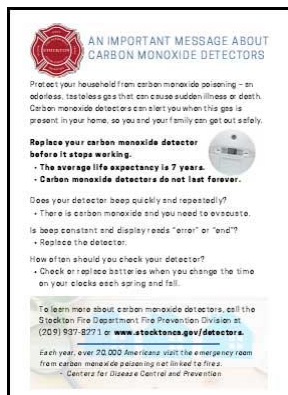 STOCKTON
AN IMPORTANT MESSAGE ABOUT
CARBON MONOXIDE DETECTORS
Protect your household from carbon monoxide poisoning – an
odorless, tasteless gas that can cause sudden illness or death.
Carbon monoxide detectors can alert you when this gas is
present in your home, so you and your family can get out safely.
Replace your carbon monoxide detector
before it stops working.
• The average life expectancy is 7 years.
• Carbon monoxide detectors do not last forever.
Does your detector beep quickly and repeatedly?
• There is carbon monoxide and you need to evacuate.
Is beep constant and display reads "error" or "end"?
• Replace the detector.
How often should you check your detector?
• Check or replace batteries when you change the time
on your clocks each spring and fall.
To learn more about carbon monoxide detectors, call the
Stockton Fire Department Fire Prevention Division at
(209) 937-8271 or www.stocktonca.gov/detectors.
Each year, over 20,000 Americans visit the emergency room
from carbon monoxide poisoning not linked to fires.
- Centers for Disease Control and Prevention